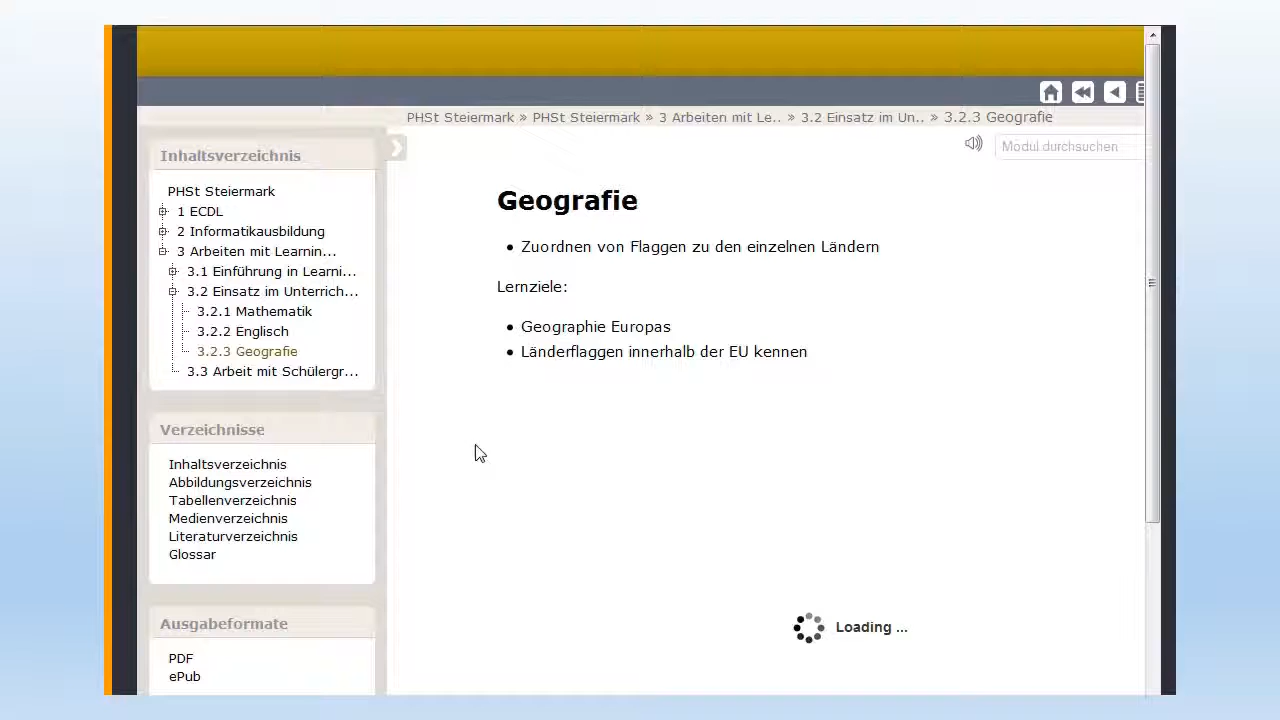 PHSt Steiermark » PHSt Steiermark » 3 Arbeiten mit Le.. » 3.2 Einsatz im Un.. » 3.2.3 Geografie
Modul durchsuchen
Inhaltsverzeichnis
PHSt Steiermark
1 ECDL
2 Informatikausbildung
3 Arbeiten mit Learnin...
3.1 Einführung in Learni...
3.2 Einsatz im Unterrich...
3.2.1 Mathematik
3.2.2 Englisch
3.2.3 Geografie
3.3 Arbeit mit Schülergr...
Verzeichnisse
Inhaltsverzeichnis
Abbildungsverzeichnis
Tabellenverzeichnis
Medienverzeichnis
Literaturverzeichnis
Glossar
Ausgabeformate
PDF
ePub
Geografie
• Zuordnen von Flaggen zu den einzelnen Ländern
Lernziele:
• Geographie Europas
• Länderflaggen innerhalb der EU kennen
Loading ...